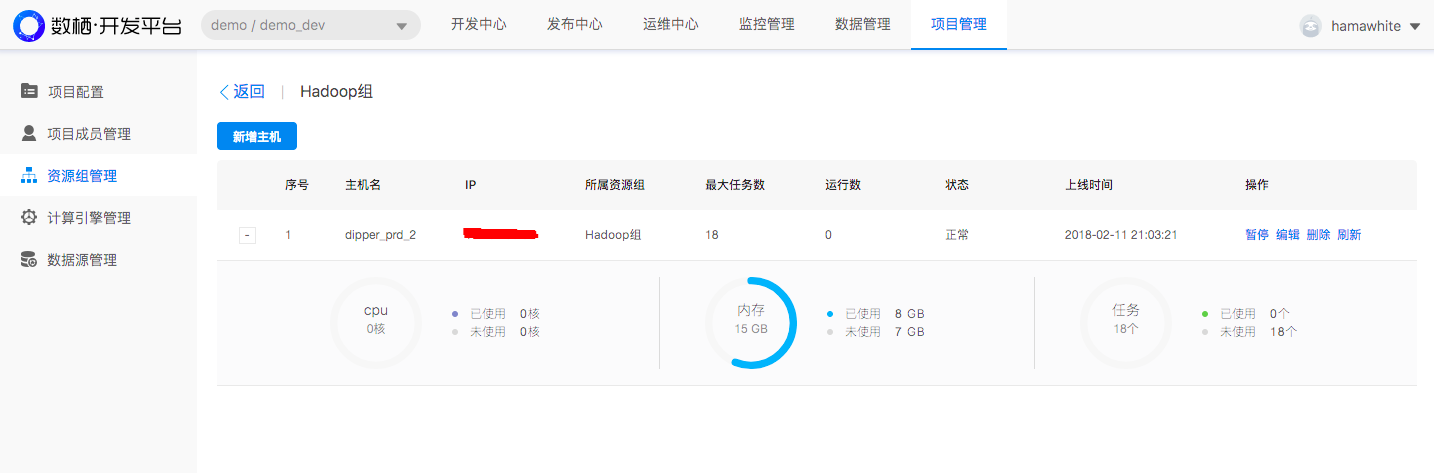 数栖·开发平台 demo / demo_dev 开发中心 发布中心 运维中心 监控管理 数据管理 项目管理 hamawhite
项目配置
项目成员管理
资源组管理
计算引擎管理
数据源管理
返回 | Hadoop组
新增主机
序号 主机名 IP 所属资源组 最大任务数 运行数 状态 上线时间 操作
- 1 dipper_prd_2 Hadoop组 18 0 正常 2018-02-11 21:03:21 暂停 编辑 删除 刷新
cpu
0核
已使用 0核
未使用 0核
内存
15 GB
已使用 8 GB
未使用 7 GB
任务
18个
已使用 0个
未使用 18个